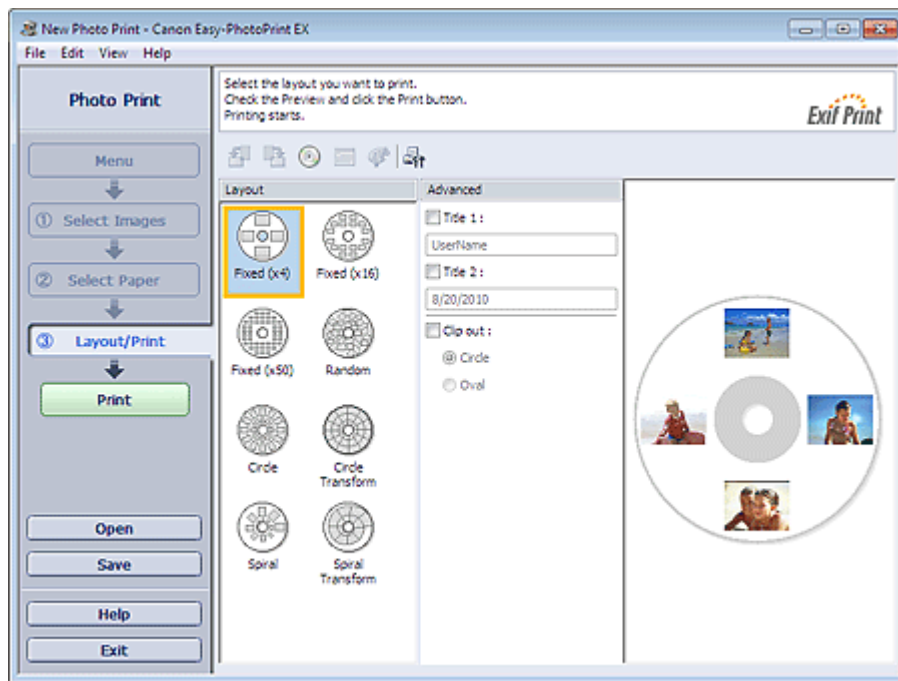 New Photo Print - Canon Easy-PhotoPrint EX
File Edit View Help
Photo Print
Select the layout you want to print.
Check the Preview and click the Print button.
Printing starts.
Exif Print
Menu
① Select Images
② Select Paper
③ Layout/Print
Print
Open
Save
Help
Exit
Layout
Fixed (x4)
Fixed (x16)
Fixed (x50)
Random
Circle
Circle
Transform
Spiral
Spiral
Transform
Advanced
Title 1 :
UserName
Title 2 :
8/20/2010
Clip out :
Circle
Oval